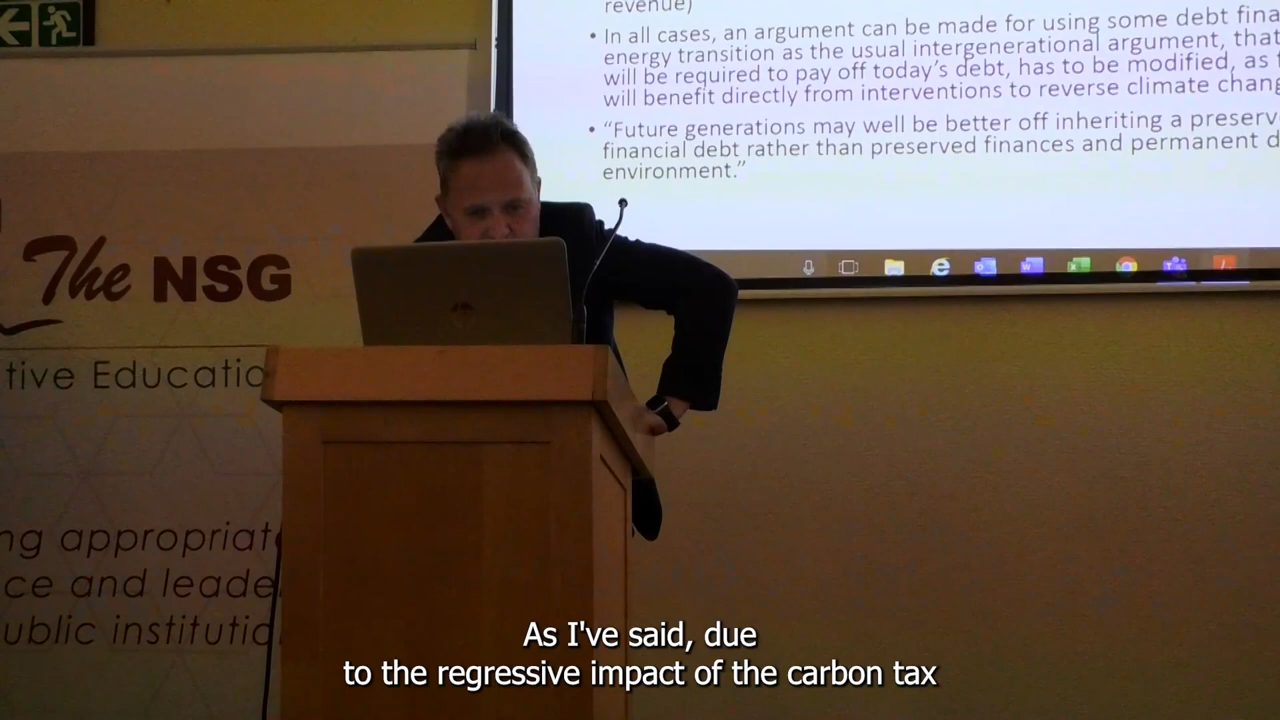 revenue)
• In all cases, an argument can be made for using some debt fina
energy transition as the usual intergenerational argument, that
will be required to pay off today's debt, has to be modified, as
will benefit directly from interventions to reverse climate chan
• “Future generations may well be better off inheriting a preserv
financial debt rather than preserved finances and permanent d
environment.”
The NSG
tive Educatio
ng appropriat
ce and leade
ublic institutio
As I've said, due
to the regressive impact of the carbon tax